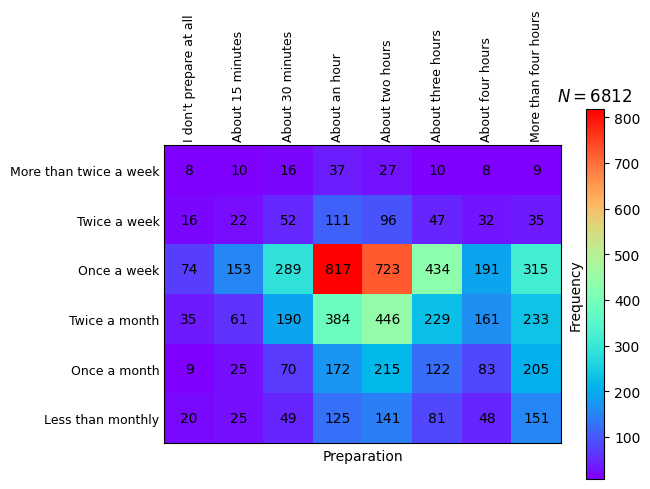 I don't prepare at all
About 15 minutes
About 30 minutes
About an hour
About two hours
About three hours
About four hours
More than four hours
N = 6812
More than twice a week 8 10 16 37 27 10 8 9
Twice a week 16 22 52 111 96 47 32 35
Once a week 74 153 289 817 723 434 191 315
Twice a month 35 61 190 384 446 229 161 233
Once a month 9 25 70 172 215 122 83 205
Less than monthly 20 25 49 125 141 81 48 151
Preparation
Frequency
800
700
600
500
400
300
200
100